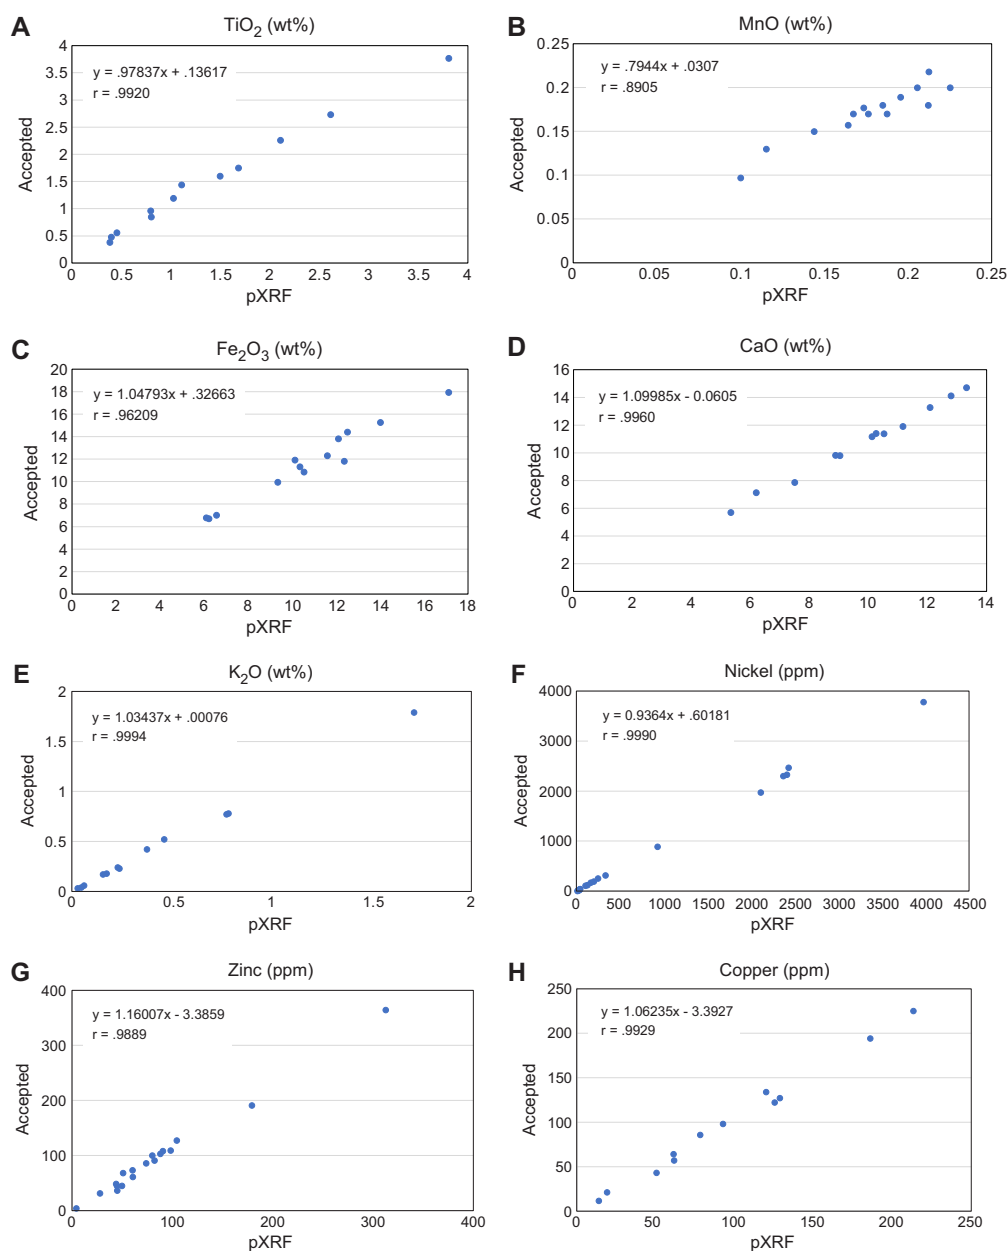 A
TiO2 (wt%)
y = .97837x + .13617
r = .9920
4
3.5
3
2.5
2
1.5
1
0.5
0
Accepted
0 0.5 1 1.5 2 2.5 3 3.5 4
pXRF
B
MnO (wt%)
y = .7944x + .0307
r = .8905
0.25
0.2
0.15
0.1
0.05
0
Accepted
0 0.05 0.1 0.15 0.2 0.25
pXRF
C
Fe2O3 (wt%)
y = 1.04793x + .32663
r = .96209
20
18
16
14
12
10
8
6
4
2
0
Accepted
0 2 4 6 8 10 12 14 16 18
pXRF
D
CaO (wt%)
y = 1.09985x - 0.0605
r = .9960
16
14
12
10
8
6
4
2
0
Accepted
0 2 4 6 8 10 12 14
pXRF
E
K2O (wt%)
y = 1.03437x + .00076
r = .9994
2
1.5
1
0.5
0
Accepted
0 0.5 1 1.5 2
pXRF
F
Nickel (ppm)
y = 0.9364x + .60181
r = .9990
4000
3000
2000
1000
0
Accepted
0 500 1000 1500 2000 2500 3000 3500 4000 4500
pXRF
G
Zinc (ppm)
y = 1.16007x - 3.3859
r = .9889
400
300
200
100
0
Accepted
0 100 200 300 400
pXRF
H
Copper (ppm)
y = 1.06235x - 3.3927
r = .9929
250
200
150
100
50
0
Accepted
0 50 100 150 200 250
pXRF